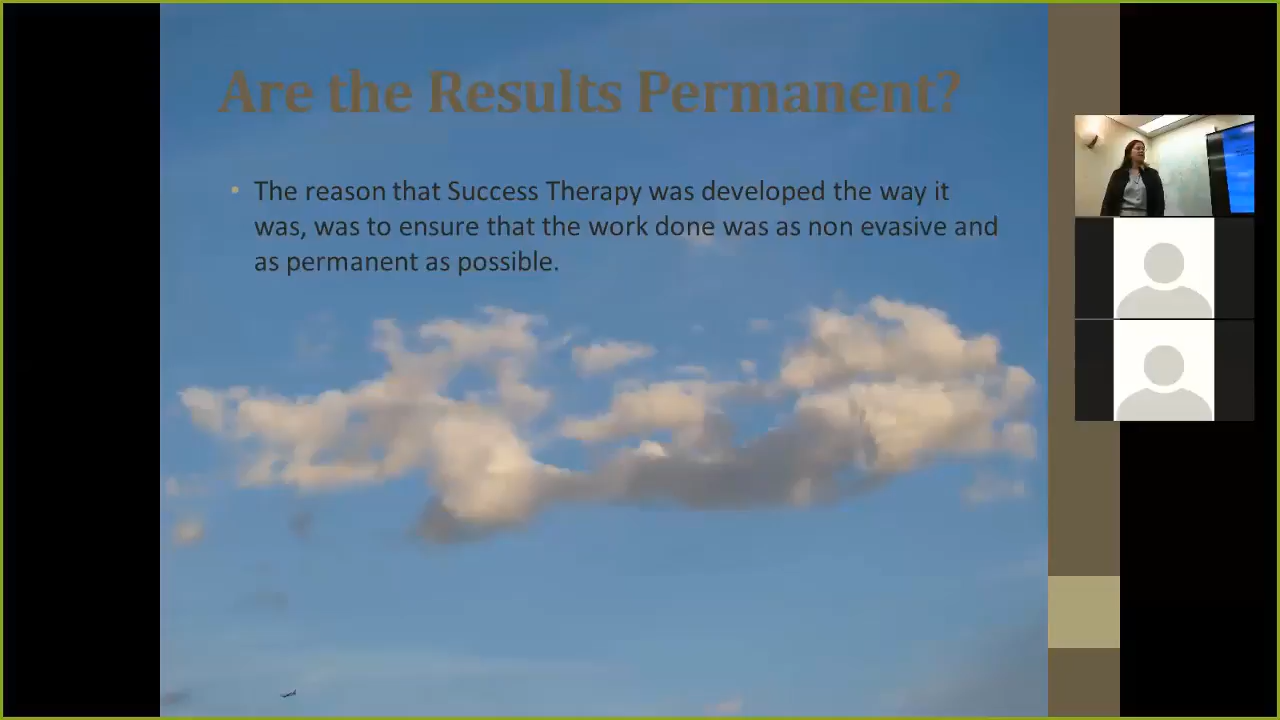 Are the Results Permanent?
• The reason that Success Therapy was developed the way it
was, was to ensure that the work done was as non evasive and
as permanent as possible.